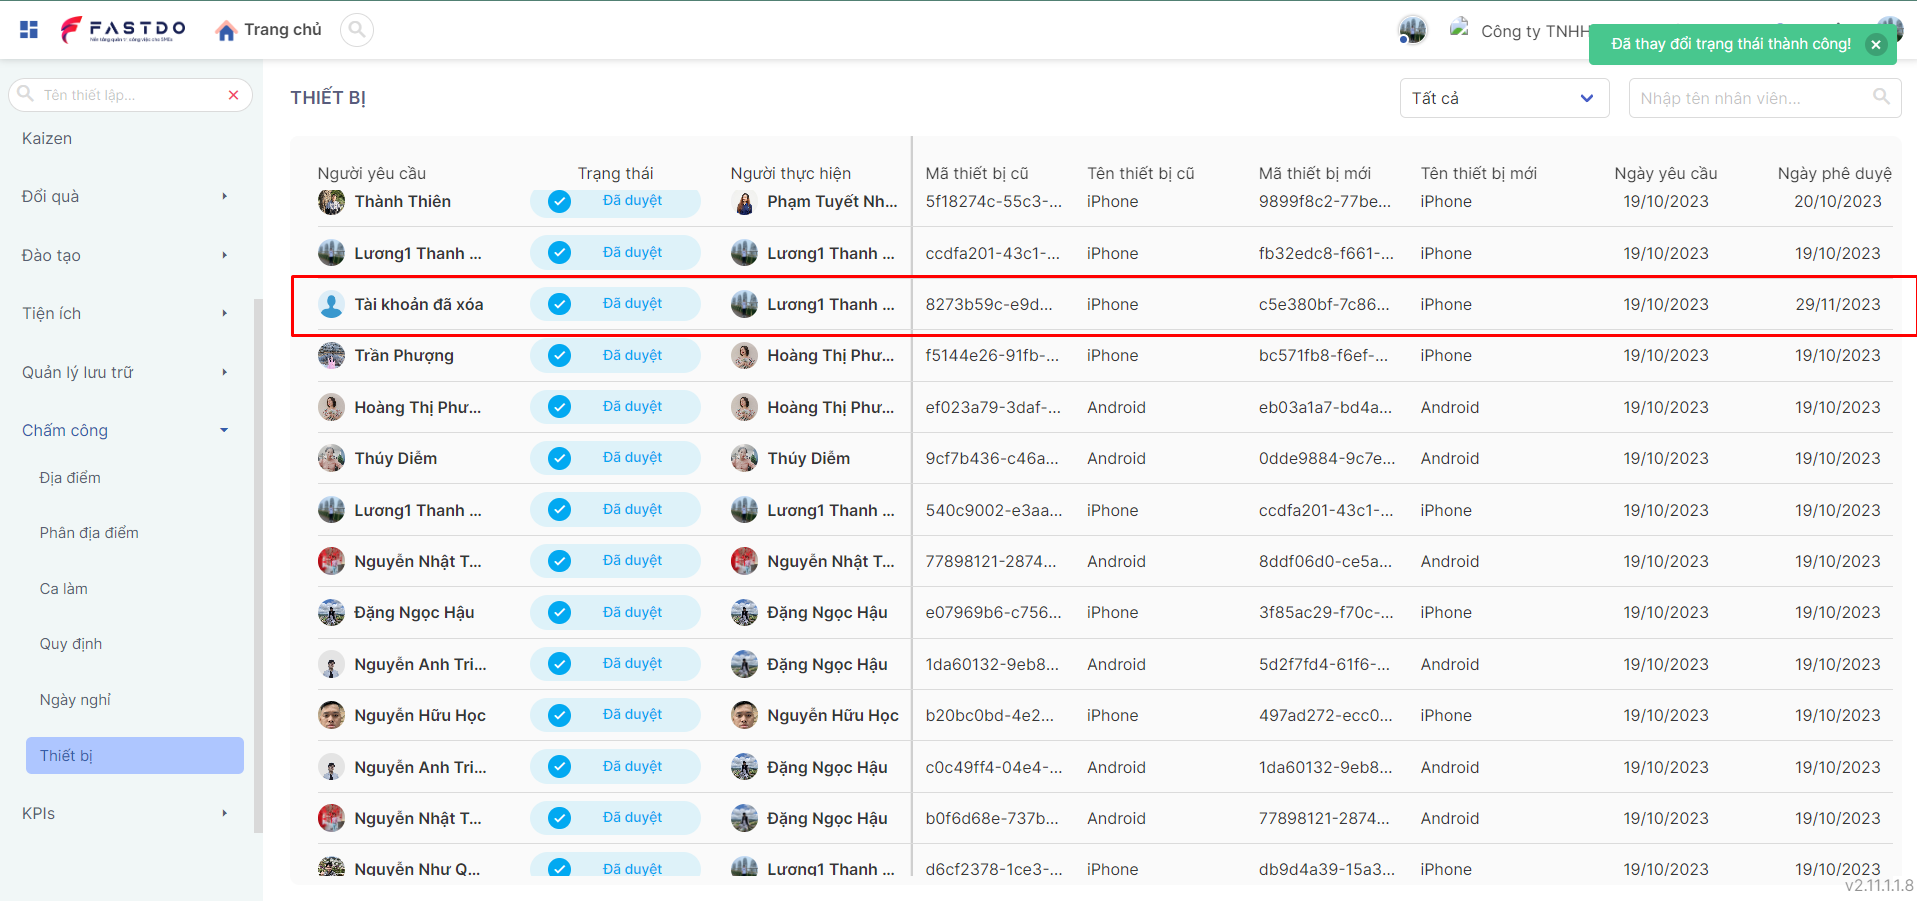 FASTDO
Nền tảng quản trị công việc cho SMEs
Trang chủ
Công ty TNHH
Đã thay đổi trạng thái thành công!
Tên thiết lập...
Kaizen
Đổi quà
Đào tạo
Tiện ích
Quản lý lưu trữ
Chấm công
Địa điểm
Phân địa điểm
Ca làm
Quy định
Ngày nghỉ
Thiết bị
KPIs
THIẾT BỊ
Tất cả
Nhập tên nhân viên...
Người yêu cầu Trạng thái Người thực hiện Mã thiết bị cũ Tên thiết bị cũ Mã thiết bị mới Tên thiết bị mới Ngày yêu cầu Ngày phê duyệ
Thành Thiên Đã duyệt Phạm Tuyết Nh... 5f18274c-55c3-... iPhone 9899f8c2-77be... iPhone 19/10/2023 20/10/2023
Lương1 Thanh ... Đã duyệt Lương1 Thanh ... ccdfa201-43c1-... iPhone fb32edc8-f661-... iPhone 19/10/2023 19/10/2023
Tài khoản đã xóa Đã duyệt Lương1 Thanh ... 8273b59c-e9d... iPhone c5e380bf-7c86... iPhone 19/10/2023 29/11/2023
Trần Phượng Đã duyệt Hoàng Thị Phư... f5144e26-91fb-... iPhone bc571fb8-f6ef-... iPhone 19/10/2023 19/10/2023
Hoàng Thị Phư... Đã duyệt Hoàng Thị Phư... ef023a79-3daf-... Android eb03a1a7-bd4a... Android 19/10/2023 19/10/2023
Thúy Diễm Đã duyệt Thúy Diễm 9cf7b436-c46a... Android 0dde9884-9c7e... Android 19/10/2023 19/10/2023
Lương1 Thanh ... Đã duyệt Lương1 Thanh ... 540c9002-e3aa... iPhone ccdfa201-43c1-... iPhone 19/10/2023 19/10/2023
Nguyễn Nhật T... Đã duyệt Nguyễn Nhật T... 77898121-2874... Android 8ddf06d0-ce5a... Android 19/10/2023 19/10/2023
Đặng Ngọc Hậu Đã duyệt Đặng Ngọc Hậu e07969b6-c756... iPhone 3f85ac29-f70c-... iPhone 19/10/2023 19/10/2023
Nguyễn Anh Tri... Đã duyệt Đặng Ngọc Hậu 1da60132-9eb8... Android 5d2f7fd4-61f6-... Android 19/10/2023 19/10/2023
Nguyễn Hữu Học Đã duyệt Nguyễn Hữu Học b20bc0bd-4e2... iPhone 497ad272-ecc0... iPhone 19/10/2023 19/10/2023
Nguyễn Anh Tri... Đã duyệt Đặng Ngọc Hậu c0c49ff4-04e4-... Android 1da60132-9eb8... Android 19/10/2023 19/10/2023
Nguyễn Nhật T... Đã duyệt Đặng Ngọc Hậu b0f6d68e-737b... Android 77898121-2874... Android 19/10/2023 19/10/2023
Nguyễn Như Q... Đã duyệt Lương1 Thanh ... d6cf2378-1ce3-... iPhone db9d4a39-15a3... iPhone 19/10/2023 19/10/2023
v2.11.1.1.8